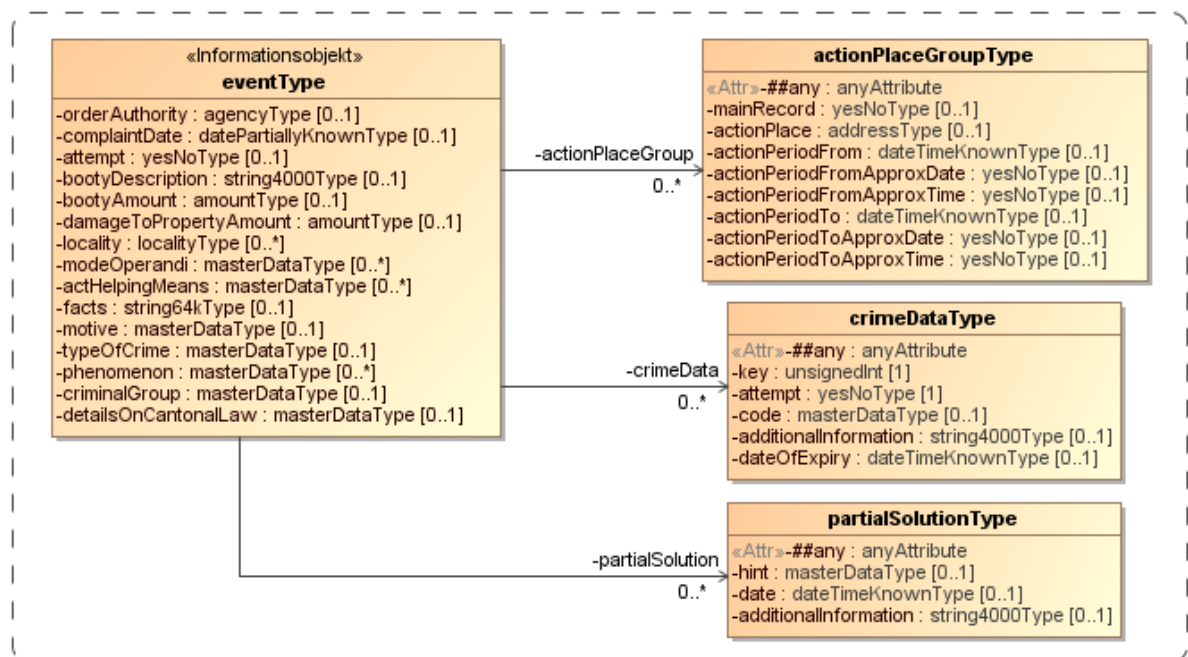 «Informationsobjekt»
eventType
-orderAuthority : agencyType [0..1]
-complaintDate : datePartiallyKnownType [0..1]
-attempt : yesNoType [0..1]
-bootyDescription : string4000Type [0..1]
-bootyAmount : amountType [0..1]
-damageToPropertyAmount : amountType [0..1]
-locality : localityType [0..*]
-modeOperandi : masterDataType [0..*]
-actHelpingMeans : masterDataType [0..*]
-facts : string64kType [0..1]
-motive : masterDataType [0..1]
-typeOfCrime : masterDataType [0..1]
-phenomenon : masterDataType [0..*]
-criminalGroup : masterDataType [0..1]
-detailsOnCantonalLaw : masterDataType [0..1]
-actionPlaceGroup
0..*
actionPlaceGroupType
«Attr»-##any : anyAttribute
-mainRecord : yesNoType [0..1]
-actionPlace : addressType [0..1]
-actionPeriodFrom : dateTimeKnownType [0..1]
-actionPeriodFromApproxDate : yesNoType [0..1]
-actionPeriodFromApproxTime : yesNoType [0..1]
-actionPeriodTo : dateTimeKnownType [0..1]
-actionPeriodToApproxDate : yesNoType [0..1]
-actionPeriodToApproxTime : yesNoType [0..1]
-crimeData
0..*
crimeDataType
«Attr»-##any : anyAttribute
-key : unsignedInt [1]
-attempt : yesNoType [1]
-code : masterDataType [0..1]
-additionalInformation : string4000Type [0..1]
-dateOfExpiry : dateTimeKnownType [0..1]
-partialSolution
0..*
partialSolutionType
«Attr»-##any : anyAttribute
-hint : masterDataType [0..1]
-date : dateTimeKnownType [0..1]
-additionalInformation : string4000Type [0..1]